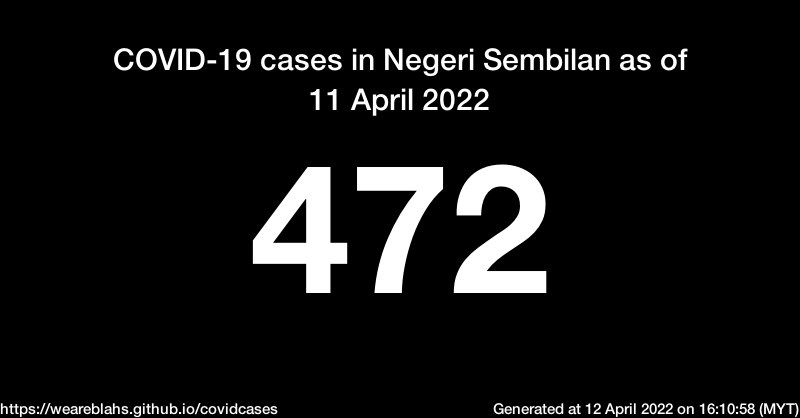 COVID-19 cases in Negeri Sembilan as of
11 April 2022
472
https://weareblahs.github.io/covidcases
Generated at 12 April 2022 on 16:10:58 (MYT)